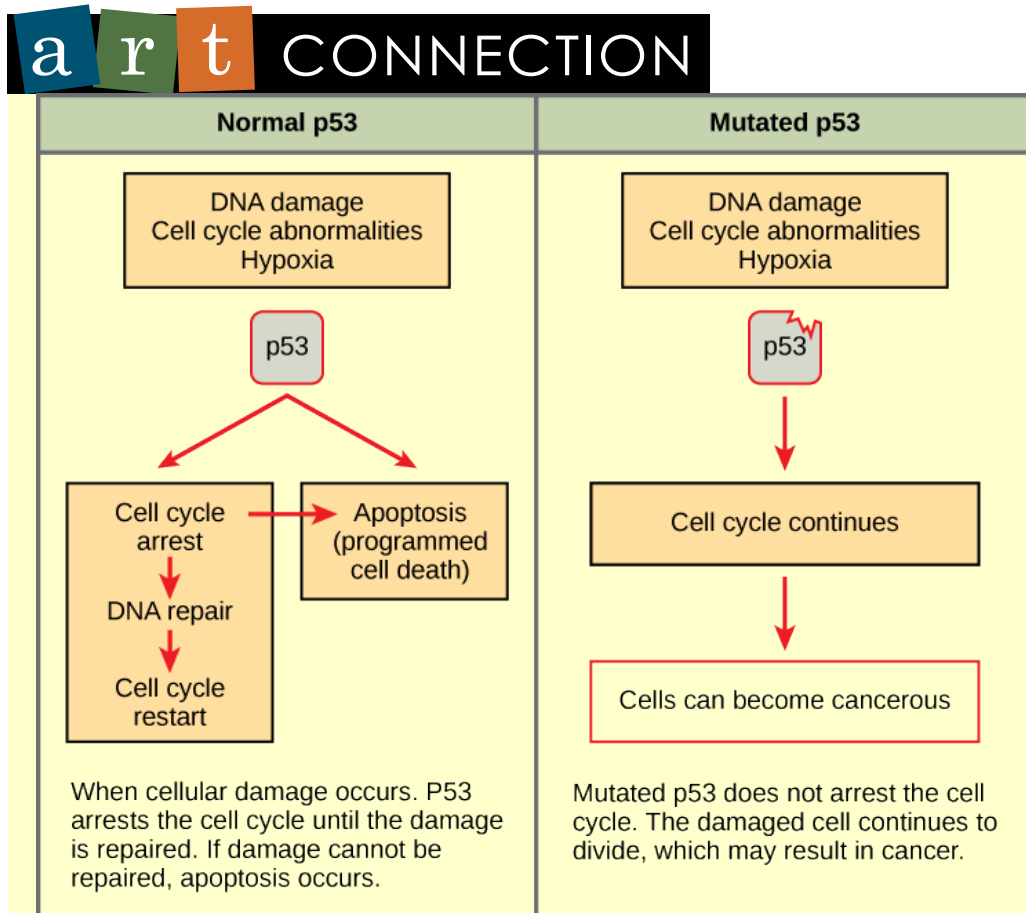 art CONNECTION
Normal p53
DNA damage
Cell cycle abnormalities
Hypoxia
p53
Cell cycle
arrest
DNA repair
Cell cycle
restart
Apoptosis
(programmed
cell death)
When cellular damage occurs. P53
arrests the cell cycle until the damage
is repaired. If damage cannot be
repaired, apoptosis occurs.
Mutated p53
DNA damage
Cell cycle abnormalities
Hypoxia
p53
Cell cycle continues
Cells can become cancerous
Mutated p53 does not arrest the cell
cycle. The damaged cell continues to
divide, which may result in cancer.